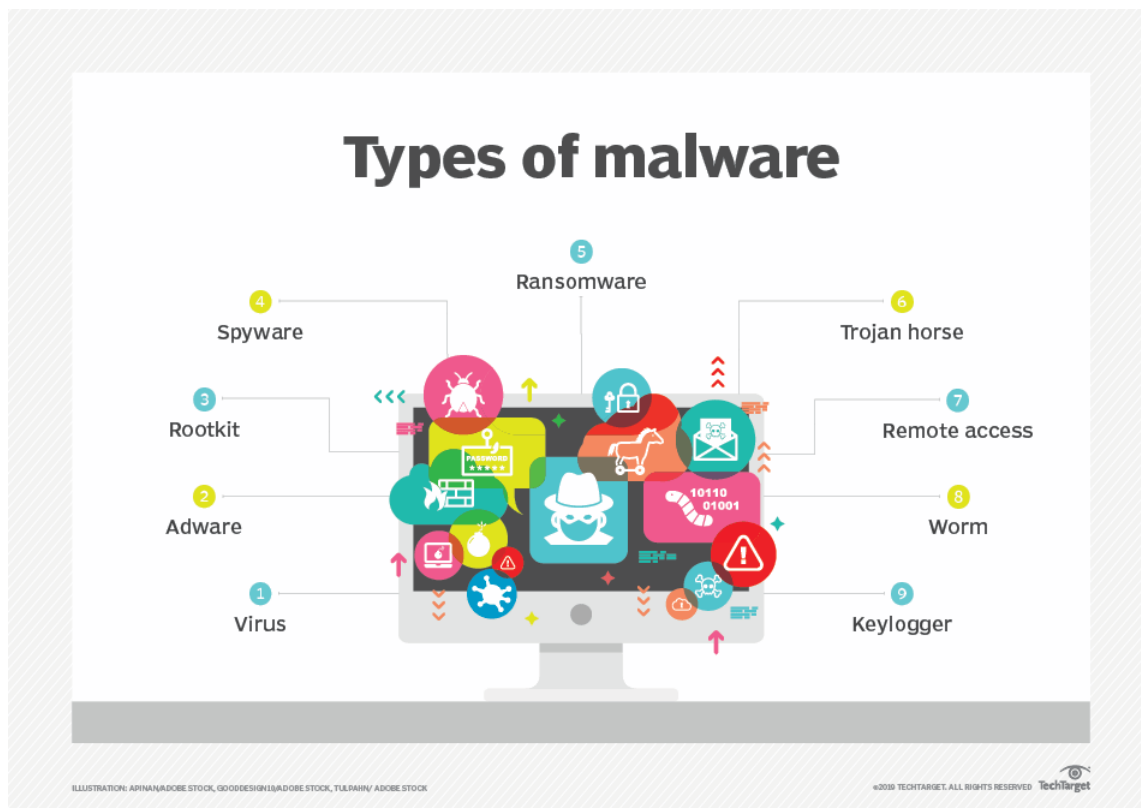 Types of malware
5
Ransomware
4
Spyware
6
Trojan horse
3
Rootkit
7
Remote access
2
Adware
8
Worm
1
Virus
9
Keylogger
PASSWORD
*****
10110
01001
ILLUSTRATION: APINAN/ADOBE STOCK, GOODDESIGN10/ADOBE STOCK, TULPAHN/ ADOBE STOCK
©2019 TECHTARGET. ALL RIGHTS RESERVED TechTarget